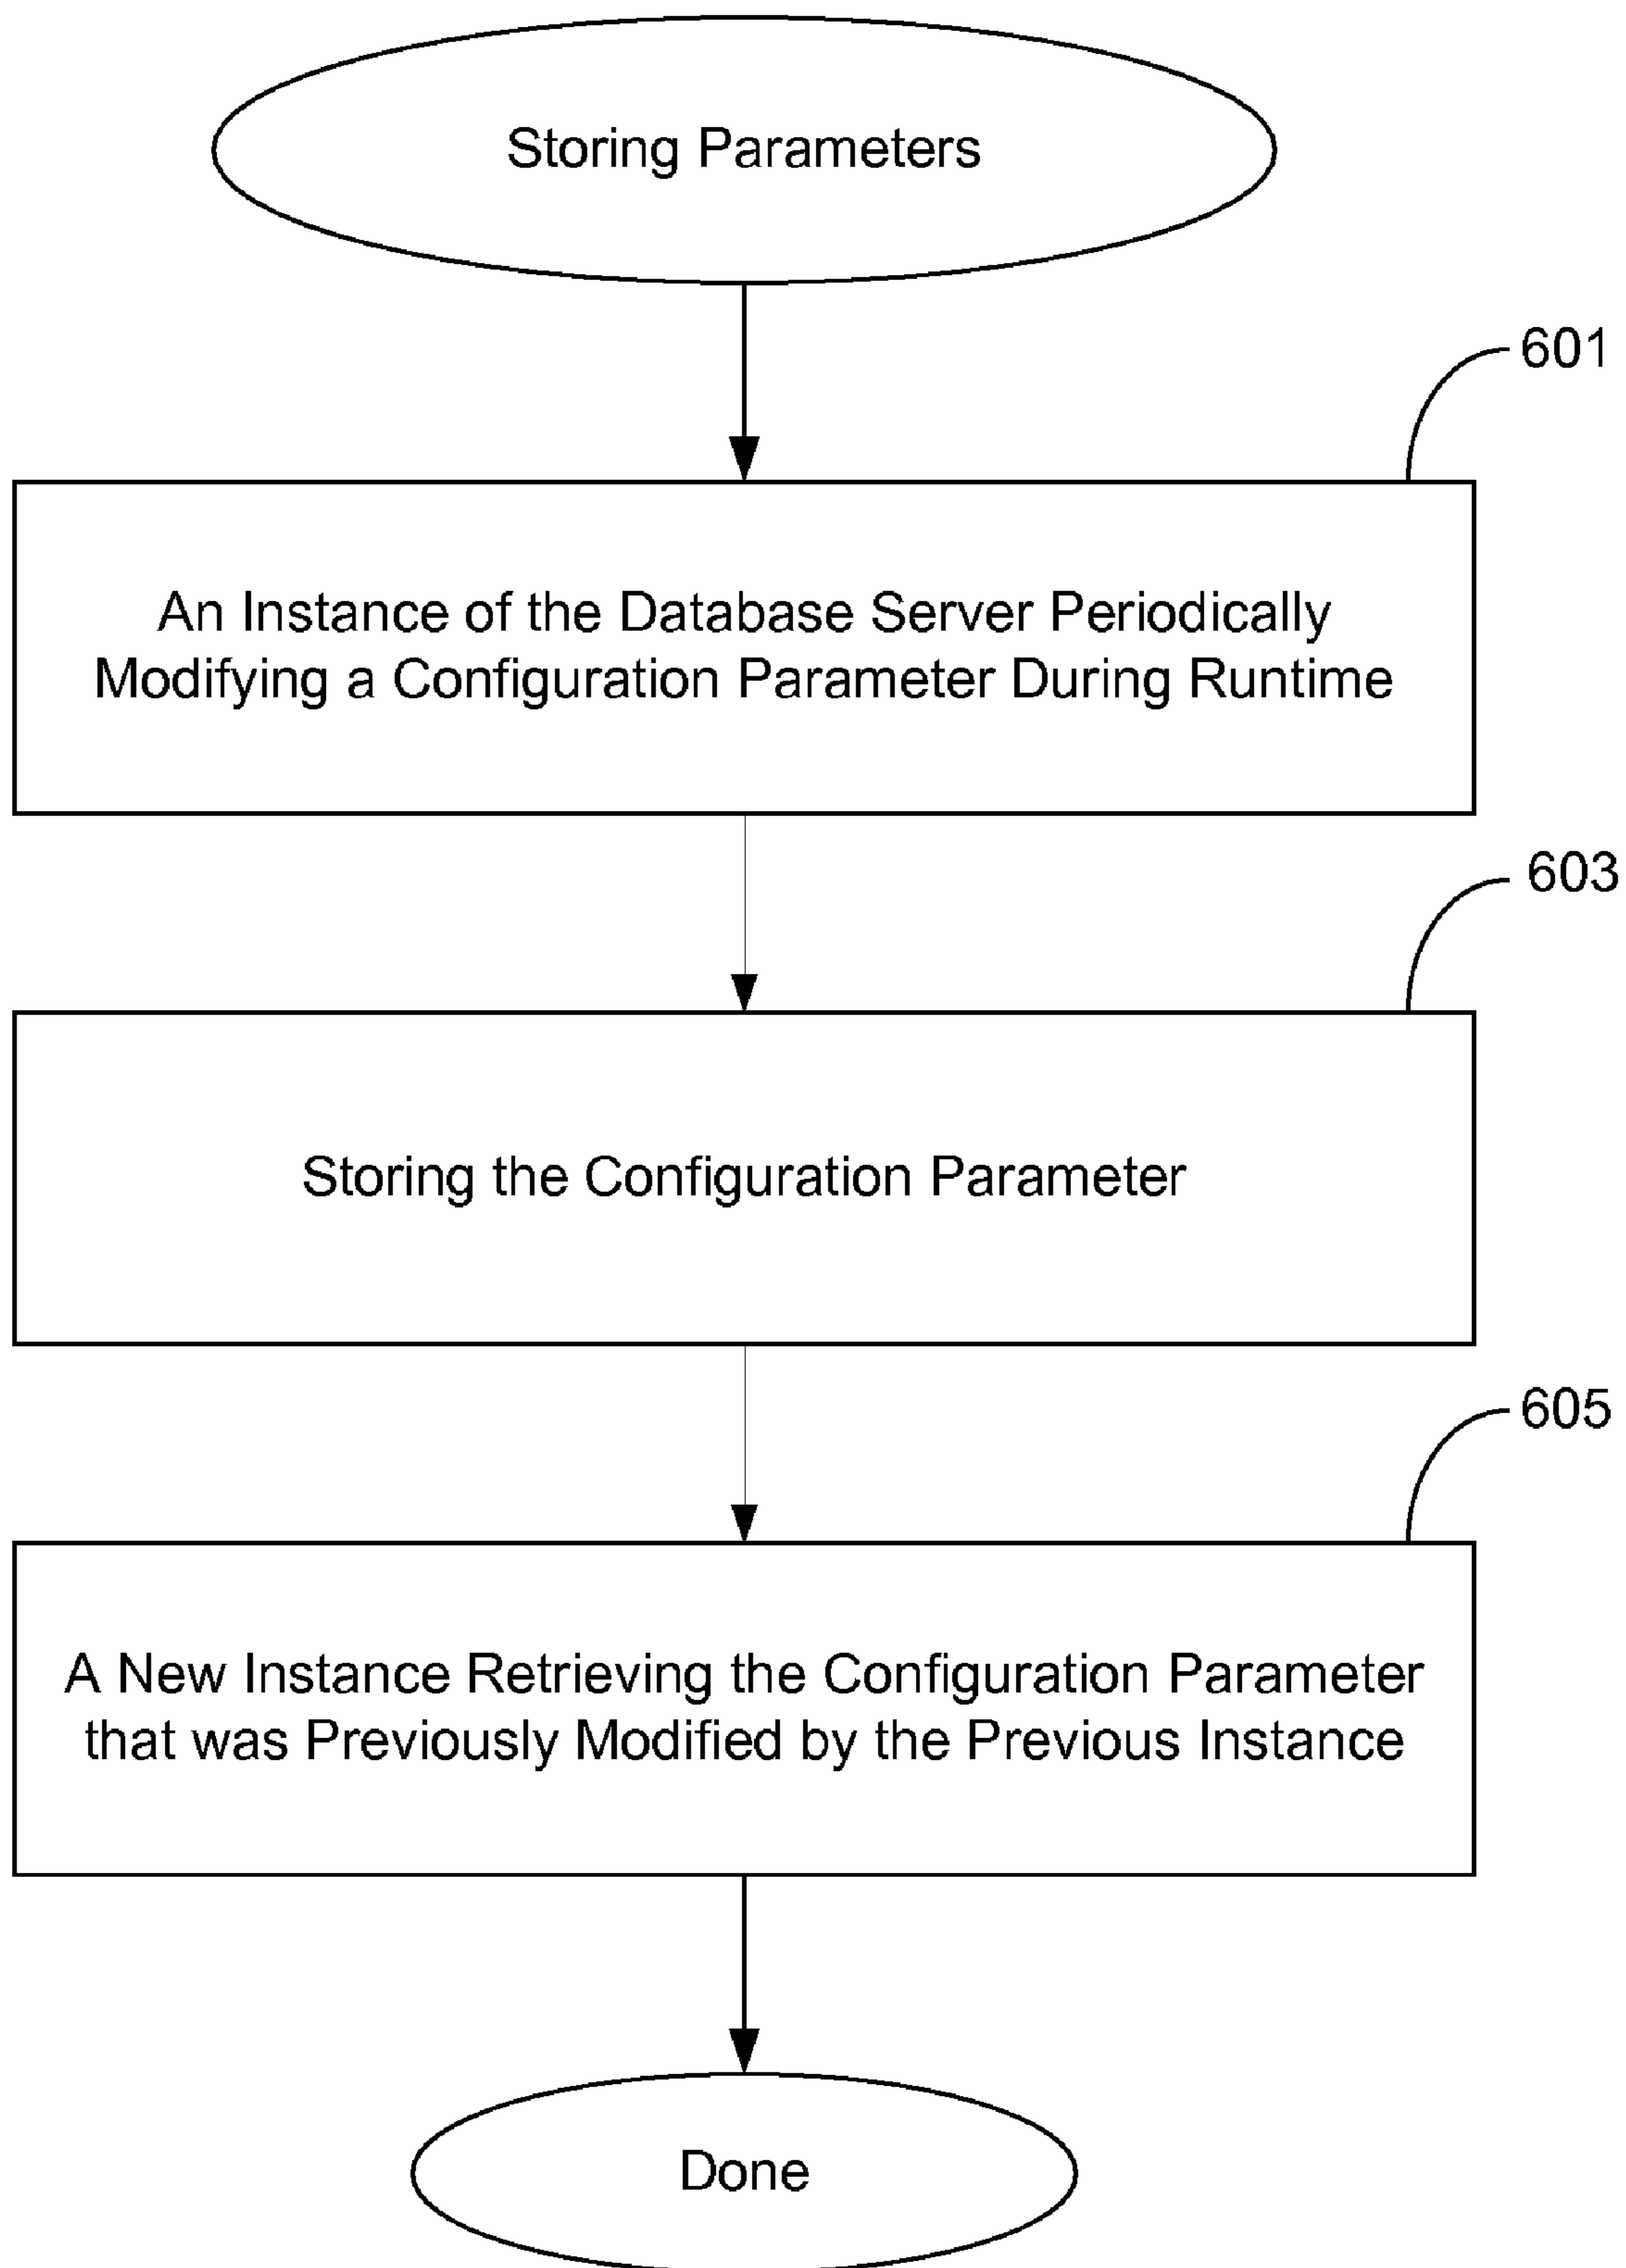 Storing Parameters
601
An Instance of the Database Server Periodically
Modifying a Configuration Parameter During Runtime
603
Storing the Configuration Parameter
605
A New Instance Retrieving the Configuration Parameter
that was Previously Modified by the Previous Instance
Done